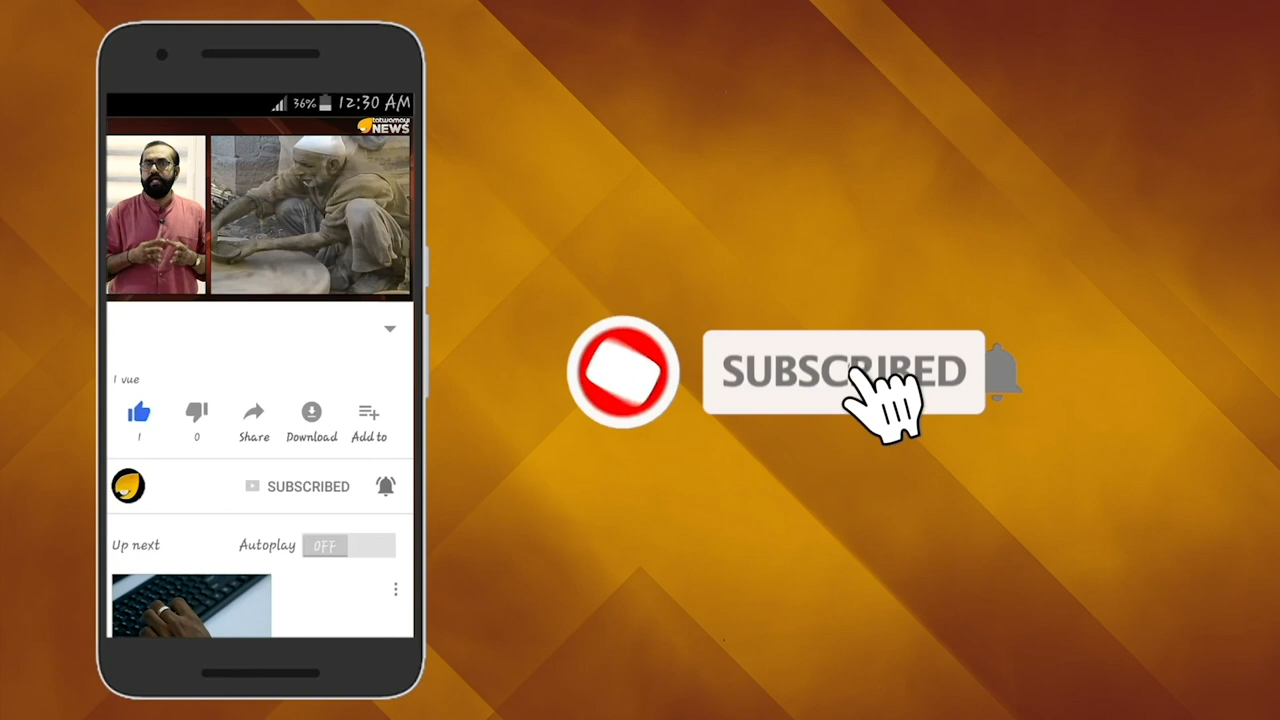 36% 12:30 AM
tatwamayi
NEWS
1 vue
1
0
Share
Download
Add to
SUBSCRIBED
Up next
Autoplay
OFF
SUBSCRIBED